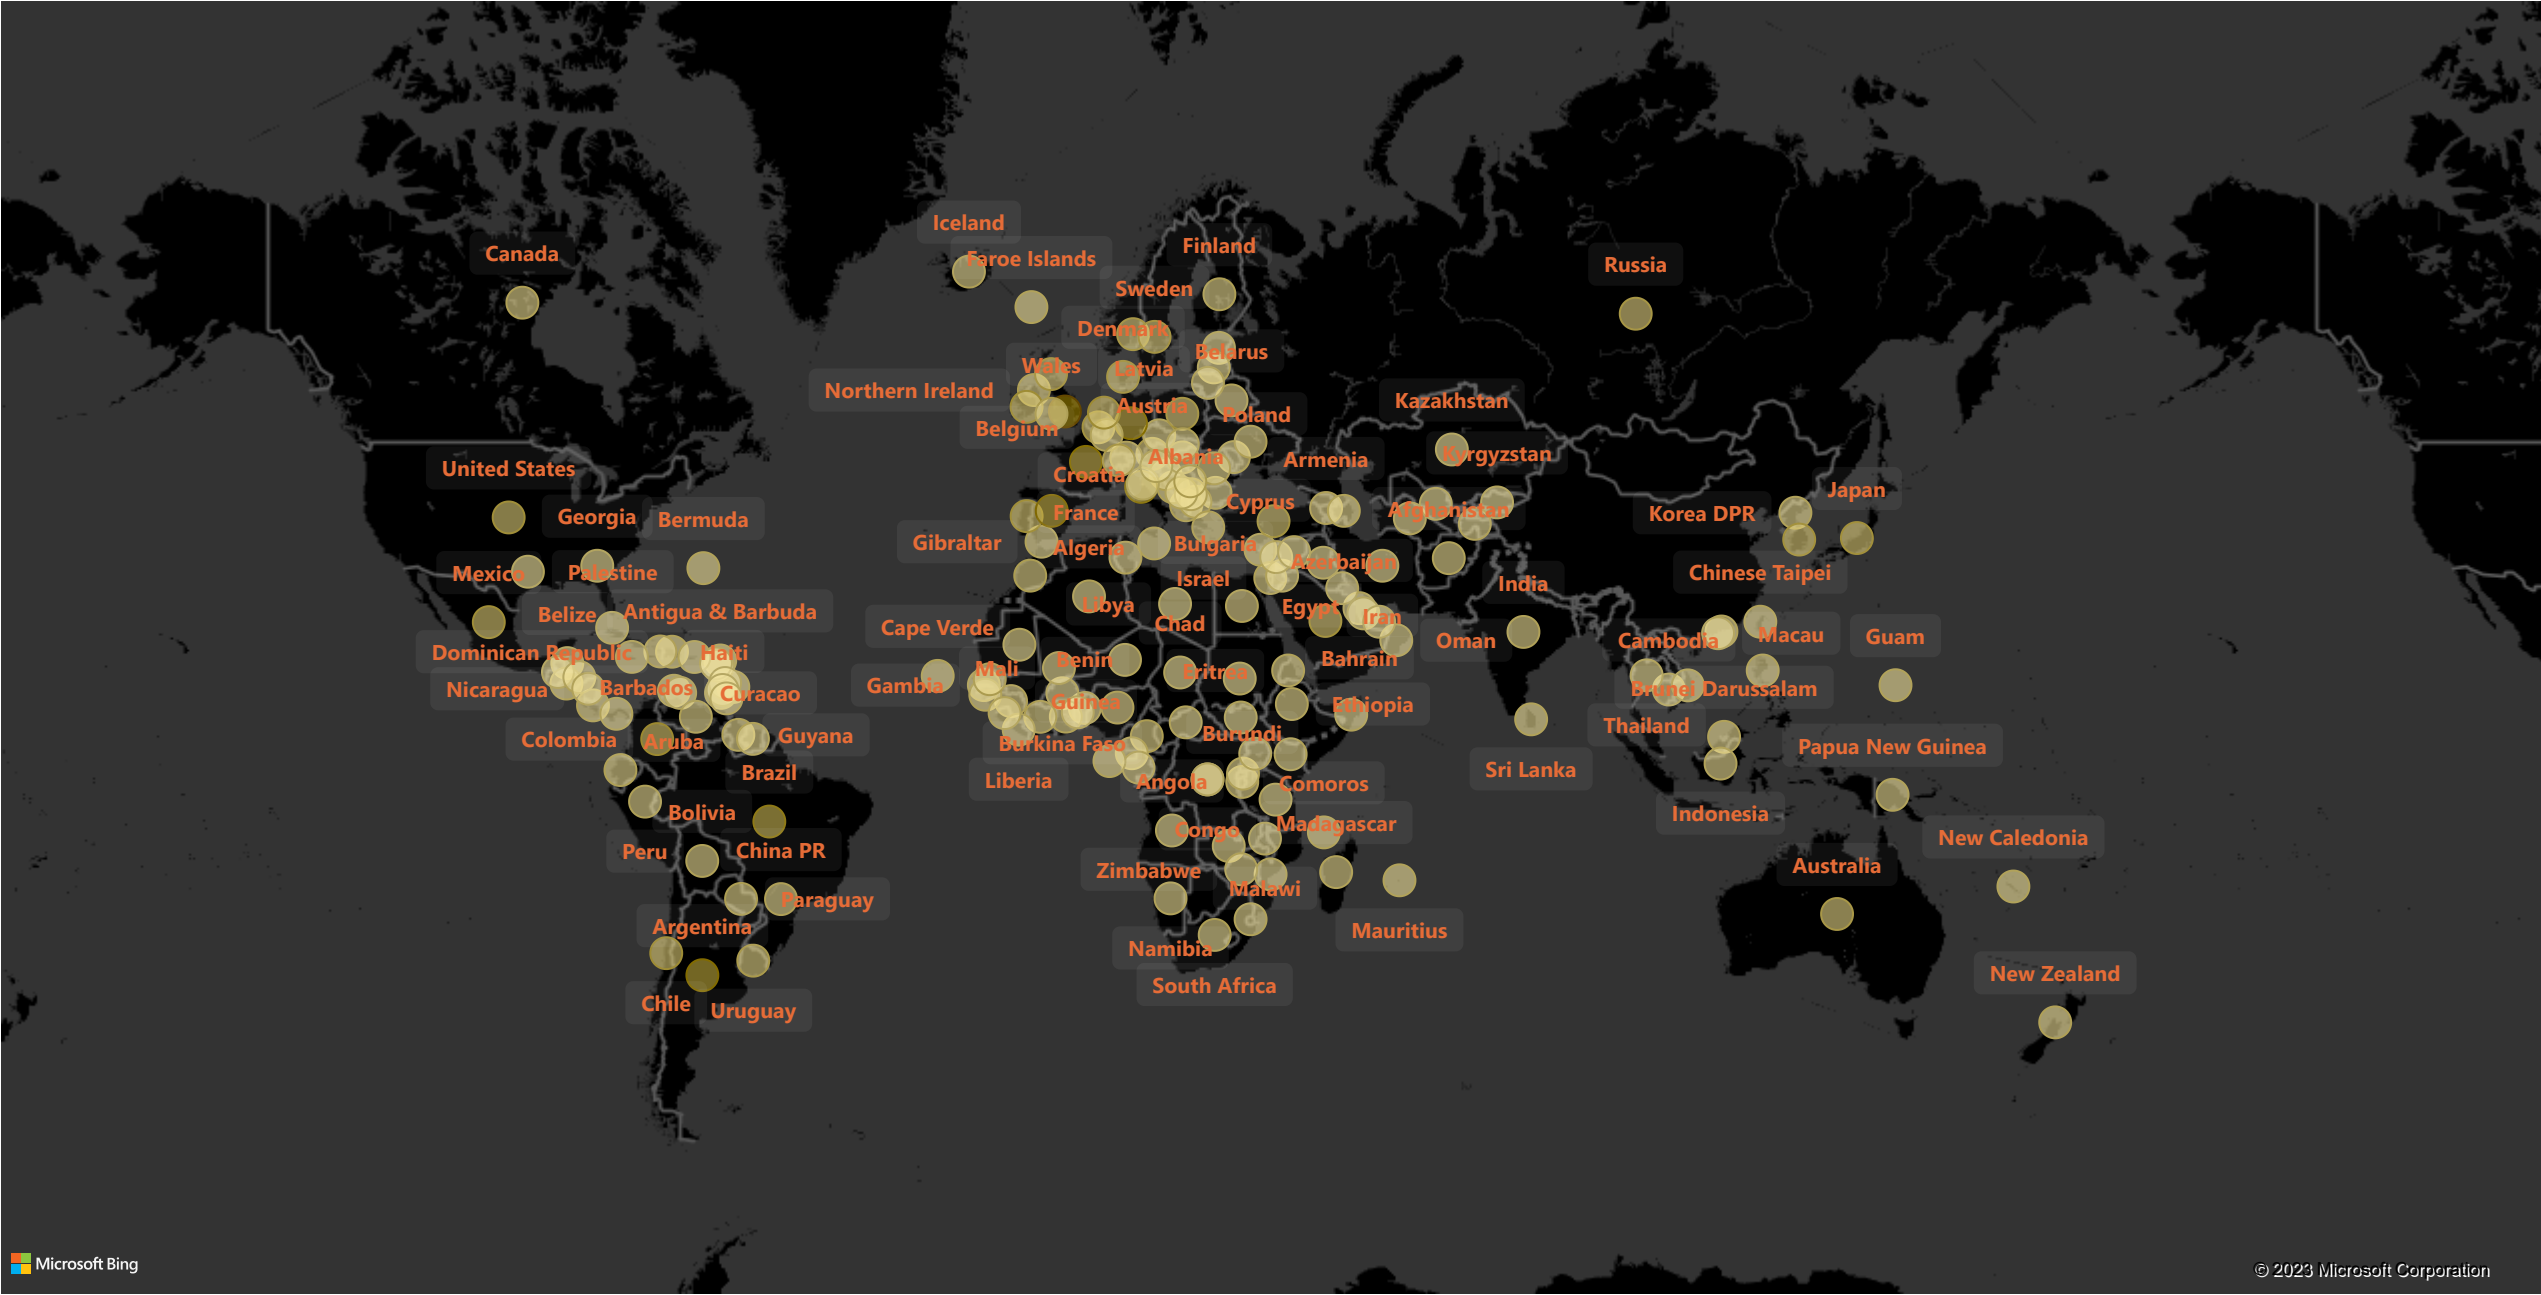 Iceland
Canada
Faroe Islands
Finland
Russia
Sweden
Denmark
Belarus
Wales
Latvia
Northern Ireland
Kazakhstan
Austria
Poland
Belgium
Kyrgyzstan
Albania
Armenia
United States
Croatia
Japan
Cyprus
Afghanistan
Georgia
Bermuda
France
Korea DPR
Gibraltar
Algeria
Bulgaria
Azerbaijan
Mexico
Palestine
Chinese Taipei
Israel
India
Libya
Egypt
Belize
Antigua & Barbuda
Iran
Chad
Cape Verde
Oman
Cambodia
Macau
Guam
Dominican Republic
Haiti
Benin
Bahrain
Mali
Eritrea
Gambia
Nicaragua
Barbados
Curacao
Brunei Darussalam
Guinea
Ethiopia
Thailand
Colombia
Aruba
Guyana
Burkina Faso
Burundi
Papua New Guinea
Brazil
Liberia
Angola
Comoros
Sri Lanka
Bolivia
Indonesia
Congo
Madagascar
New Caledonia
Peru
China PR
Australia
Zimbabwe
Malawi
Paraguay
Argentina
Mauritius
Namibia
New Zealand
South Africa
Chile
Uruguay
Microsoft Bing
© 2023 Microsoft Corporation